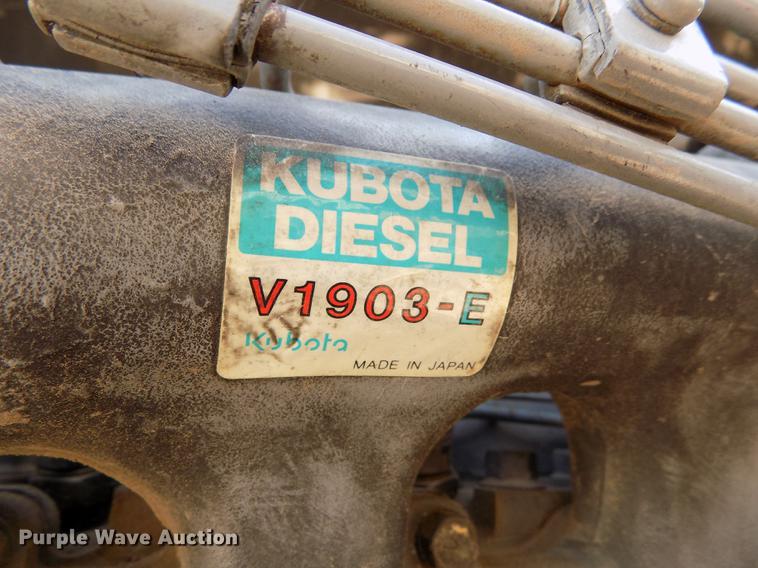 KUBOTA
DIESEL
V1903-E
Kubota
MADE IN JAPAN
Purple Wave Auction